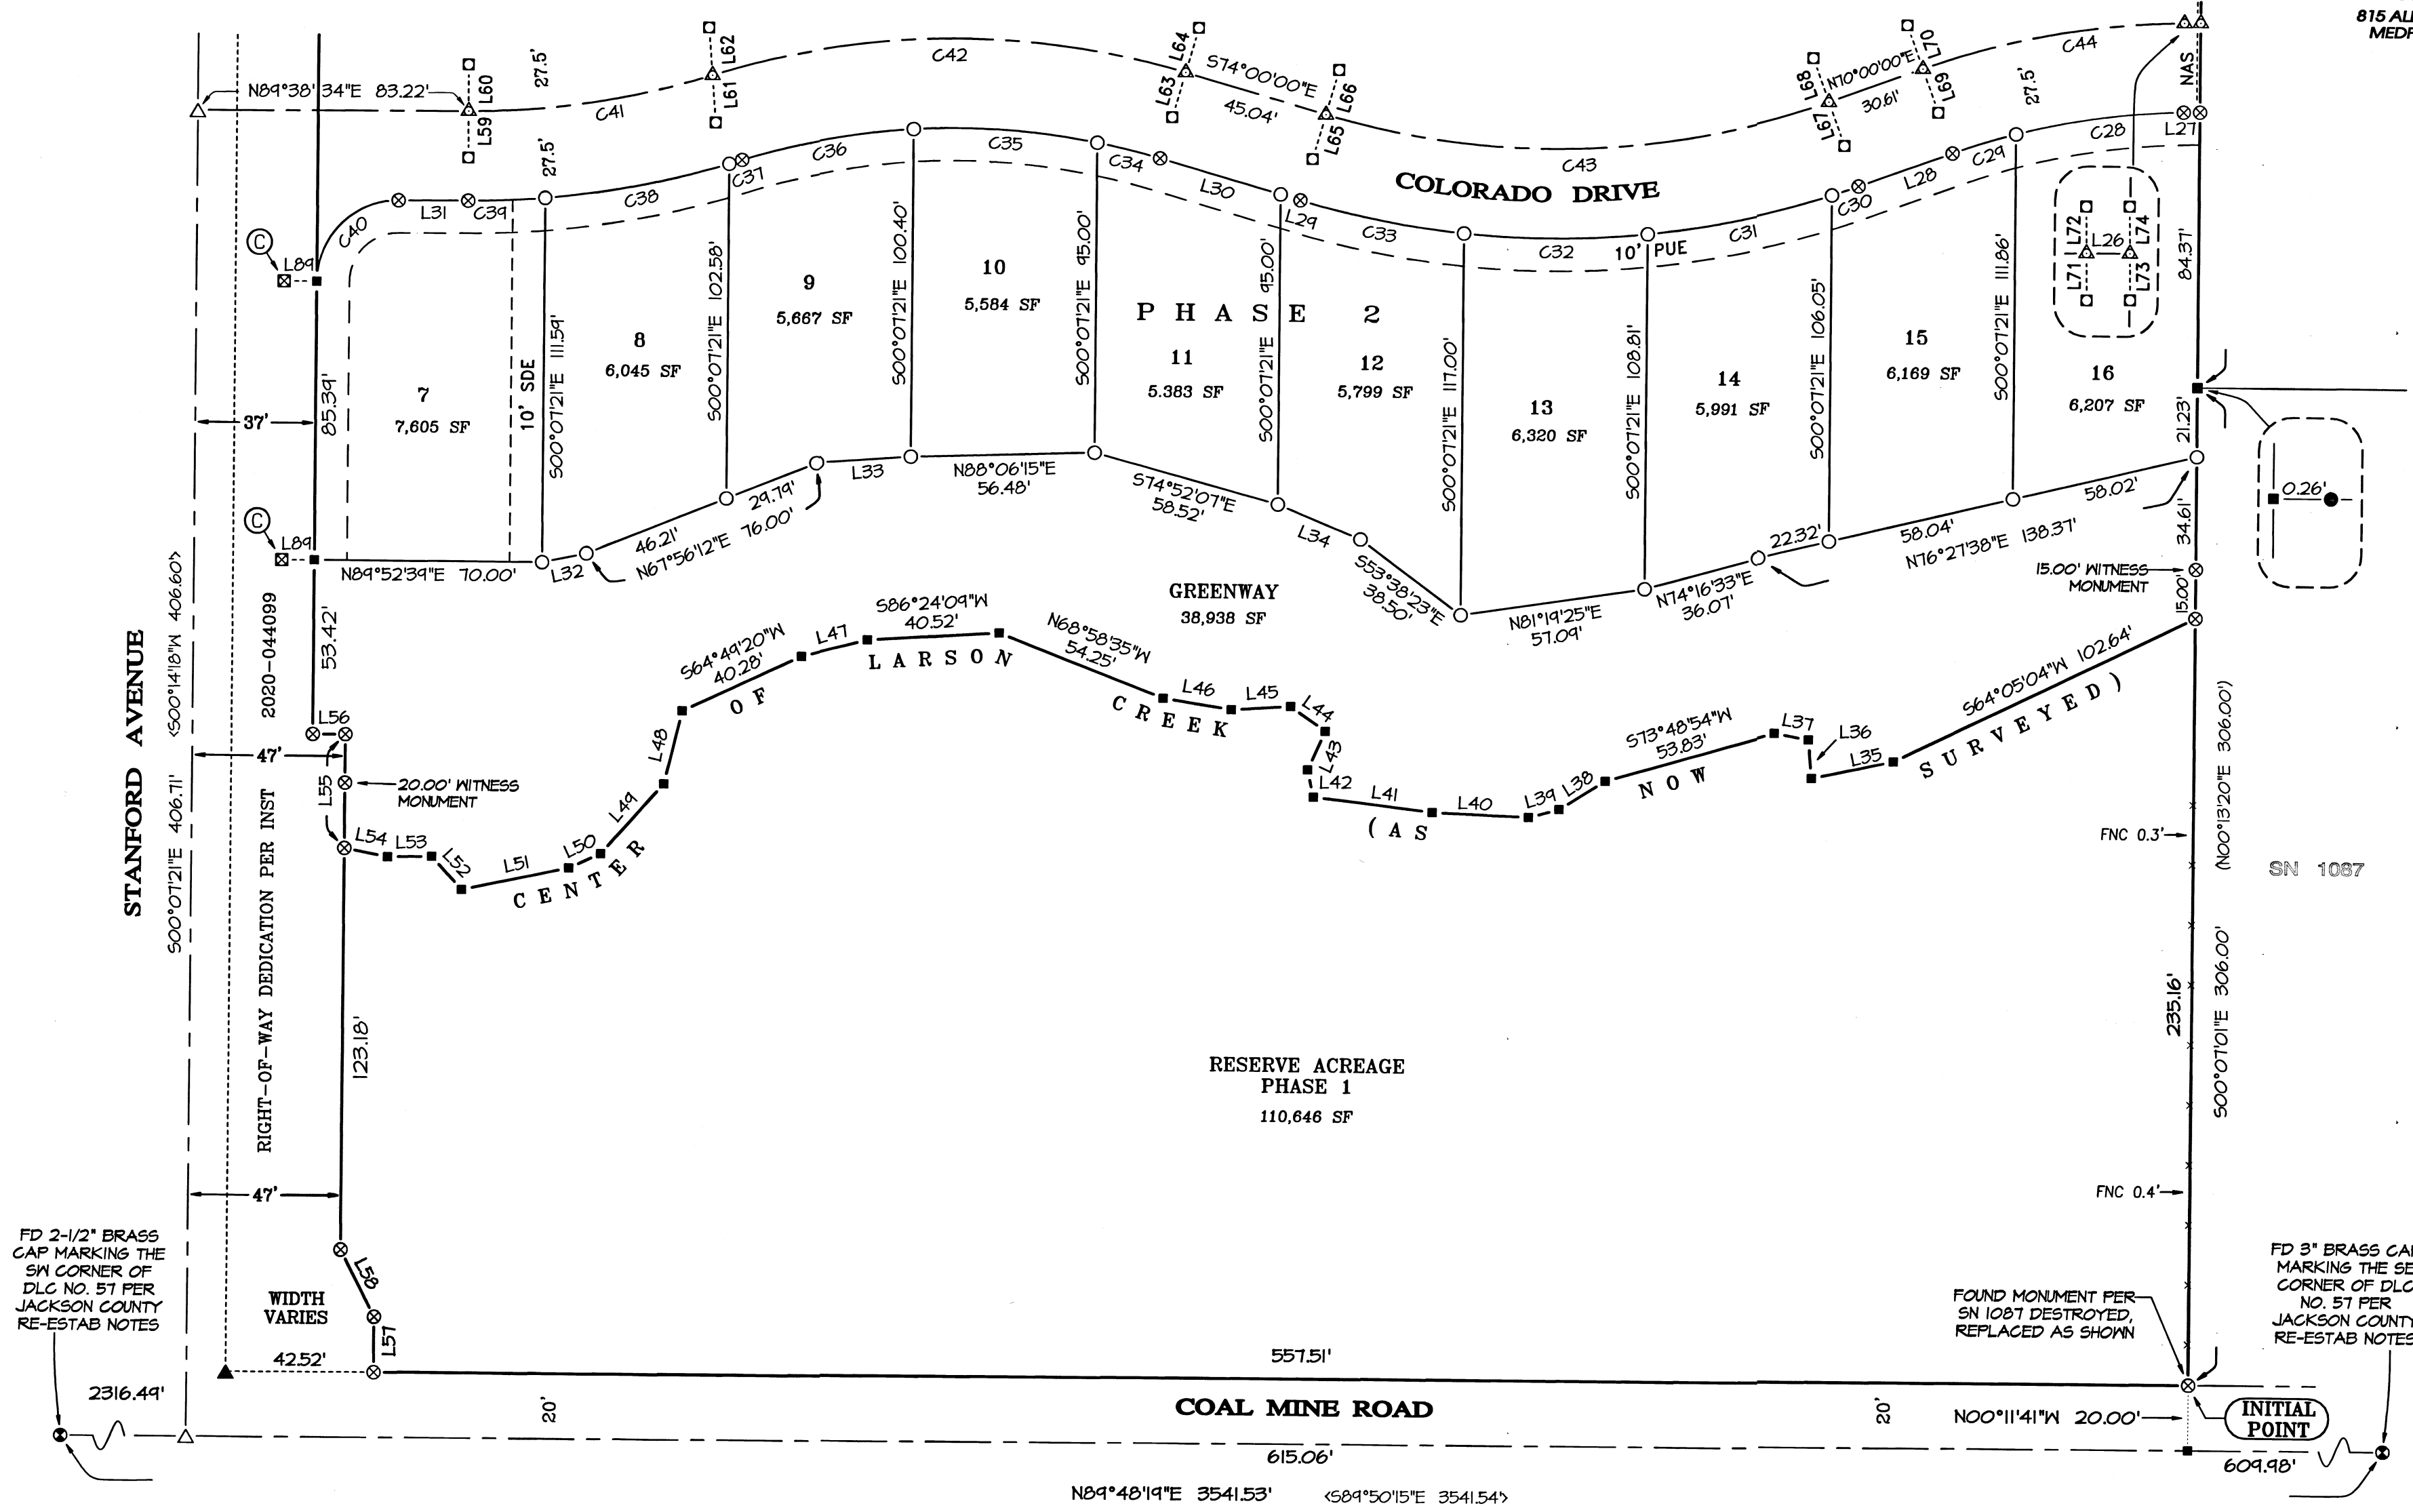 815 AL
MEDF
N89°38'34"E 83.22'
L59
L60
27.5'
27.5'
C41
L61
L62
C42
L63
L64
S74°00'00"E
45.04'
L65
L66
C43
L67
L68
N70°00'00"E
30.61'
L69
L70
27.5'
C44
NAS
C40
L31
C39
C38
C37
C36
C35
C34
L30
L29
C33
C32
10' PUE
C31
C30
L28
C29
C28
L27
COLORADO DRIVE
C
L89
C
L89
37'
85.39'
7
7,605 SF
10' SDE
S00°07'21"E 111.59'
8
6,045 SF
S00°07'21"E 102.58'
9
5,667 SF
S00°07'21"E 100.40'
10
5,584 SF
S00°07'21"E 95.00'
PHASE 2
11
5.383 SF
S00°07'21"E 95.00'
12
5,799 SF
S00°07'21"E 117.00'
13
6,320 SF
S00°07'21"E 108.81'
14
5,991 SF
S00°07'21"E 106.05'
15
6,169 SF
S00°07'21"E 111.86'
16
6,207 SF
L71
L72
L26
L73
L74
84.37'
21.23'
0.26'
34.61'
N89°52'39"E 70.00'
L32
46.21'
29.79'
N67°56'12"E 76.00'
L33
N88°06'15"E
56.48'
S74°52'07"E
58.52'
L34
S53°38'23"E
38.50'
N81°19'25"E
57.09'
N74°16'33"E
36.07'
22.32'
58.04'
58.02'
N76°27'38"E 138.37'
15.00' WITNESS
MONUMENT
15.00'
GREENWAY
38,938 SF
STANFORD AVENUE
<S00°14'18"W 406.60'>
S00°07'21"E 406.71'
RIGHT-OF-WAY DEDICATION PER INST
2020-044099
53.42'
L56
47'
L55
20.00' WITNESS
MONUMENT
L54
L53
L52
L51
L50
L49
L48
S64°49'20"W
40.28'
L47
S86°24'09"W
40.52'
N68°58'35"W
54.25'
L46
L45
L44
L43
L42
L41
L40
L39
L38
S73°48'54"W
53.83'
L37
L36
L35
S64°05'04"W 102.64'
CENTER OF LARSON CREEK (AS NOW SURVEYED)
FNC 0.3'
(N00°13'20"E 306.00')
SN 1087
235.16'
S00°07'01"E 306.00'
123.18'
RESERVE ACREAGE
PHASE 1
110,646 SF
47'
FNC 0.4'
FD 2-1/2" BRASS
CAP MARKING THE
SW CORNER OF
DLC NO. 57 PER
JACKSON COUNTY
RE-ESTAB NOTES
WIDTH
VARIES
L58
L57
42.52'
557.51'
FOUND MONUMENT PER
SN 1087 DESTROYED,
REPLACED AS SHOWN
FD 3" BRASS CAP
MARKING THE SE
CORNER OF DLC
NO. 57 PER
JACKSON COUNTY
RE-ESTAB NOTES
2316.49'
20'
COAL MINE ROAD
20'
N00°11'41"W 20.00'
INITIAL
POINT
615.06'
609.98'
N89°48'19"E 3541.53' <S89°50'15"E 3541.54'>